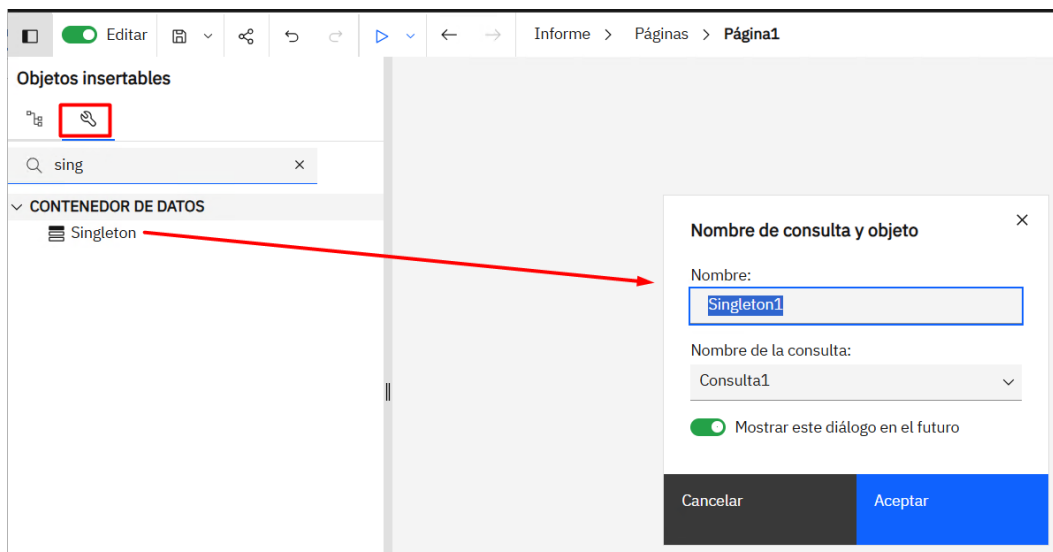 Editar
Informe > Páginas > Página1
Objetos insertables
sing
CONTENEDOR DE DATOS
Singleton
Nombre de consulta y objeto
Nombre:
Singleton1
Nombre de la consulta:
Consulta1
Mostrar este diálogo en el futuro
Cancelar
Aceptar